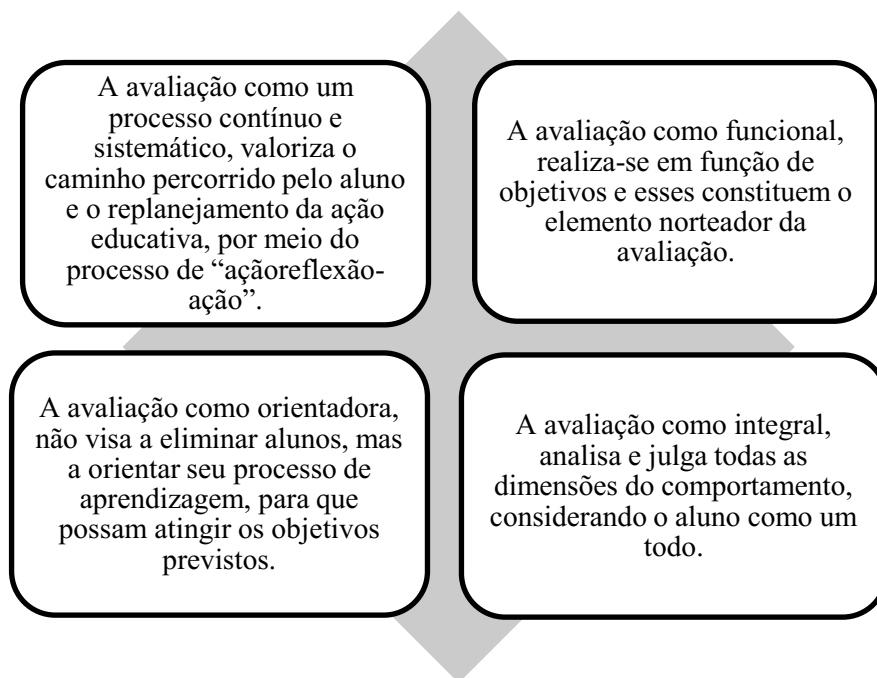 A avaliação como um
processo contínuo e
sistemático, valoriza o
caminho percorrido pelo aluno
e o replanejamento da ação
educativa, por meio do
processo de “açãoreflexão-
ação”.
A avaliação como funcional,
realiza-se em função de
objetivos e esses constituem o
elemento norteador da
avaliação.
A avaliação como orientadora,
não visa a eliminar alunos, mas
a orientar seu processo de
aprendizagem, para que
possam atingir os objetivos
previstos.
A avaliação como integral,
analisa e julga todas as
dimensões do comportamento,
considerando o aluno como um
todo.